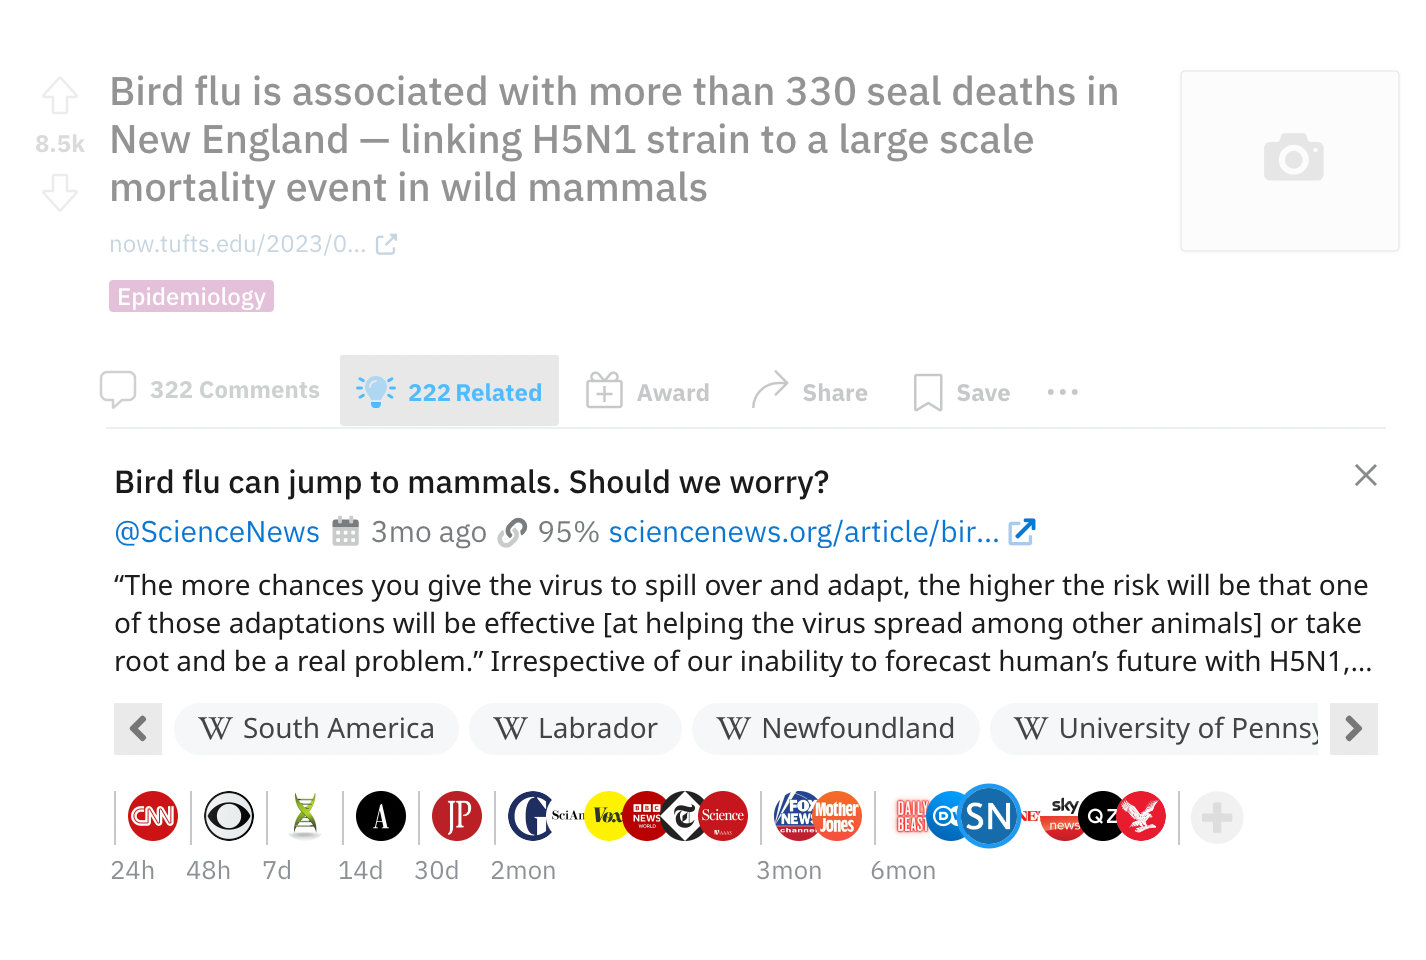 Bird flu is associated with more than 330 seal deaths in
New England — linking H5N1 strain to a large scale
mortality event in wild mammals
8.5k
now.tufts.edu/2023/0...
Epidemiology
322 Comments 222 Related Award Share Save
Bird flu can jump to mammals. Should we worry?
@ScienceNews 3mo ago 95% sciencenews.org/article/bir...
“The more chances you give the virus to spill over and adapt, the higher the risk will be that one
of those adaptations will be effective [at helping the virus spread among other animals] or take
root and be a real problem.” Irrespective of our inability to forecast human’s future with H5N1,...
W South America W Labrador W Newfoundland W University of Pennsy
CNN A JP G SciAm Vox BBC NEWS WORLD T Science AAAS FOX NEWS channel Mother Jones DAILY BEAST D SN NE sky news QZ
24h 48h 7d 14d 30d 2mon 3mon 6mon